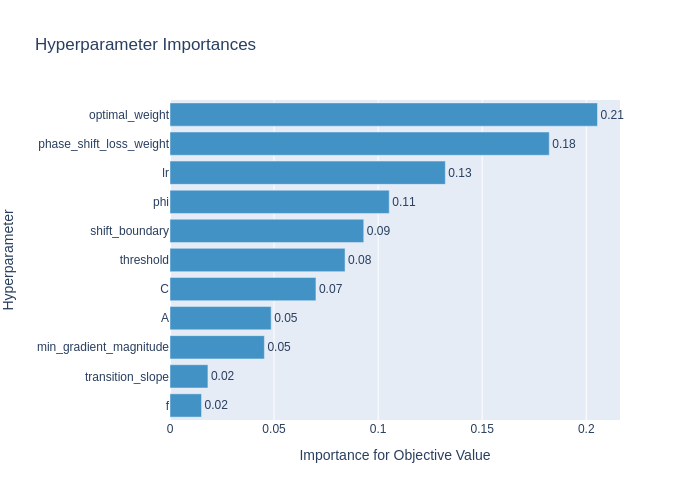 Hyperparameter Importances
Hyperparameter
optimal_weight 0.21
phase_shift_loss_weight 0.18
lr 0.13
phi 0.11
shift_boundary 0.09
threshold 0.08
C 0.07
A 0.05
min_gradient_magnitude 0.05
transition_slope 0.02
f 0.02
0 0.05 0.1 0.15 0.2
Importance for Objective Value